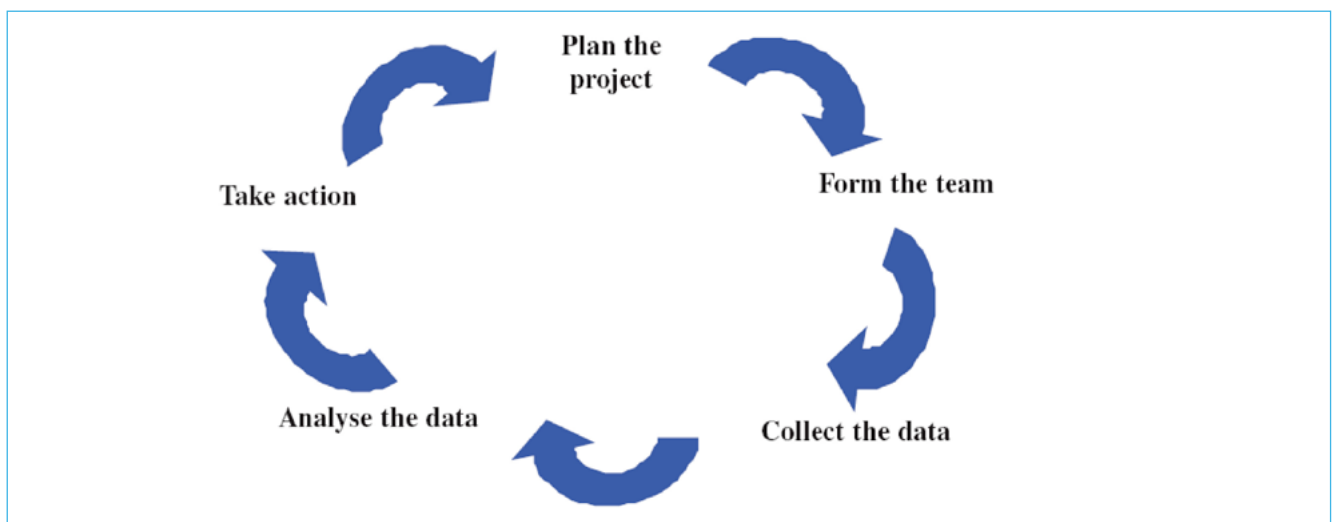 Plan the
project
Form the team
Collect the data
Analyse the data
Take action